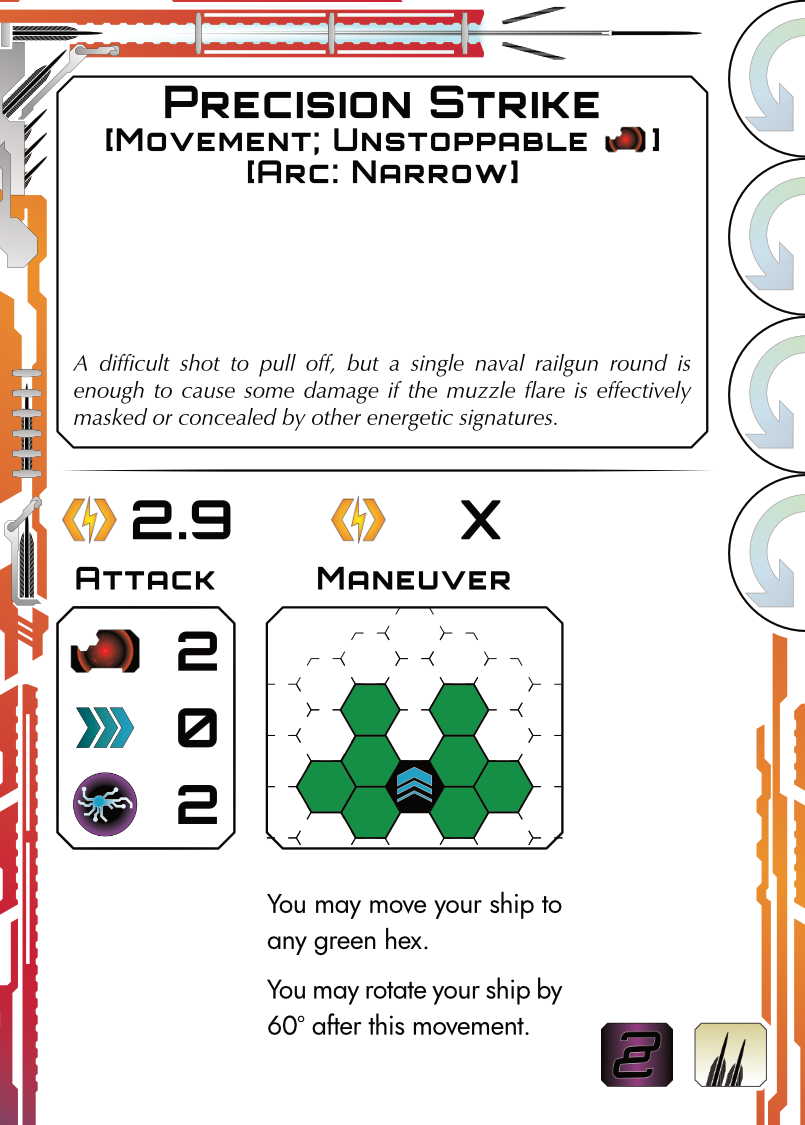 Precision Strike
[Movement; Unstoppable ]
[Arc: Narrow]
A difficult shot to pull off, but a single naval railgun round is
enough to cause some damage if the muzzle flare is effectively
masked or concealed by other energetic signatures.
2.9 X
Attack Maneuver
2
0
2
You may move your ship to
any green hex.
You may rotate your ship by
60° after this movement.
2